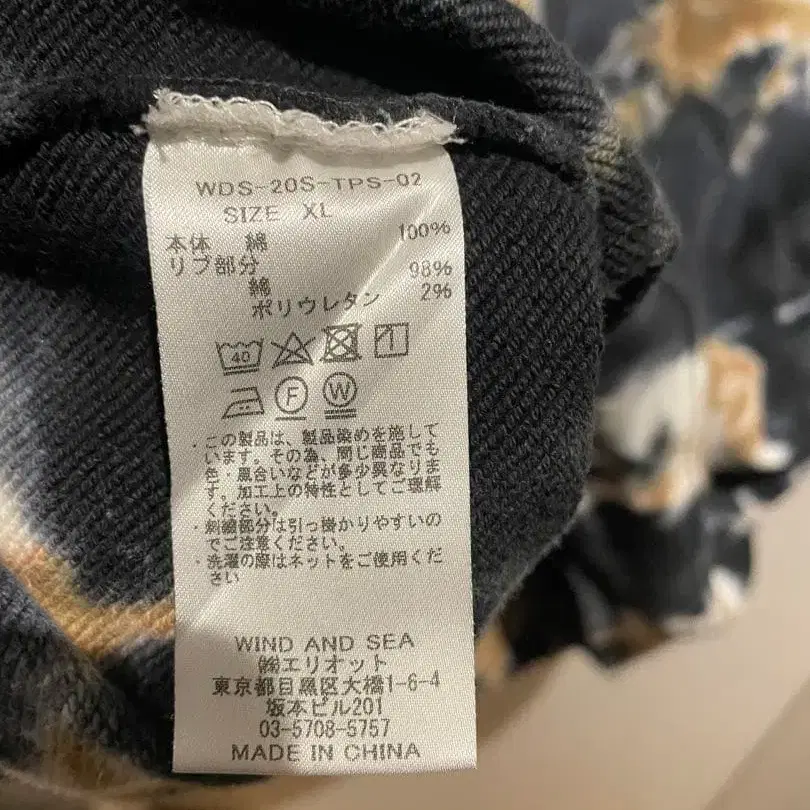 WDS-20S-TPS-02
SIZE XL
本体 綿 100%
リブ部分
綿 98%
ポリウレタン 2%
40
F W
・この製品は、製品染めを施して
います。その為、同じ商品でも
色・風合いなどが多少異なりま
す。加工上の特性としてご理解
ください。
・刺繍部分は引っ掛かりやすいの
でご注意ください。
・洗濯の際はネットをご使用くだ
さい
WIND AND SEA
㈱エリオット
東京都目黒区大橋1-6-4
坂本ビル201
03-5708-5757
MADE IN CHINA